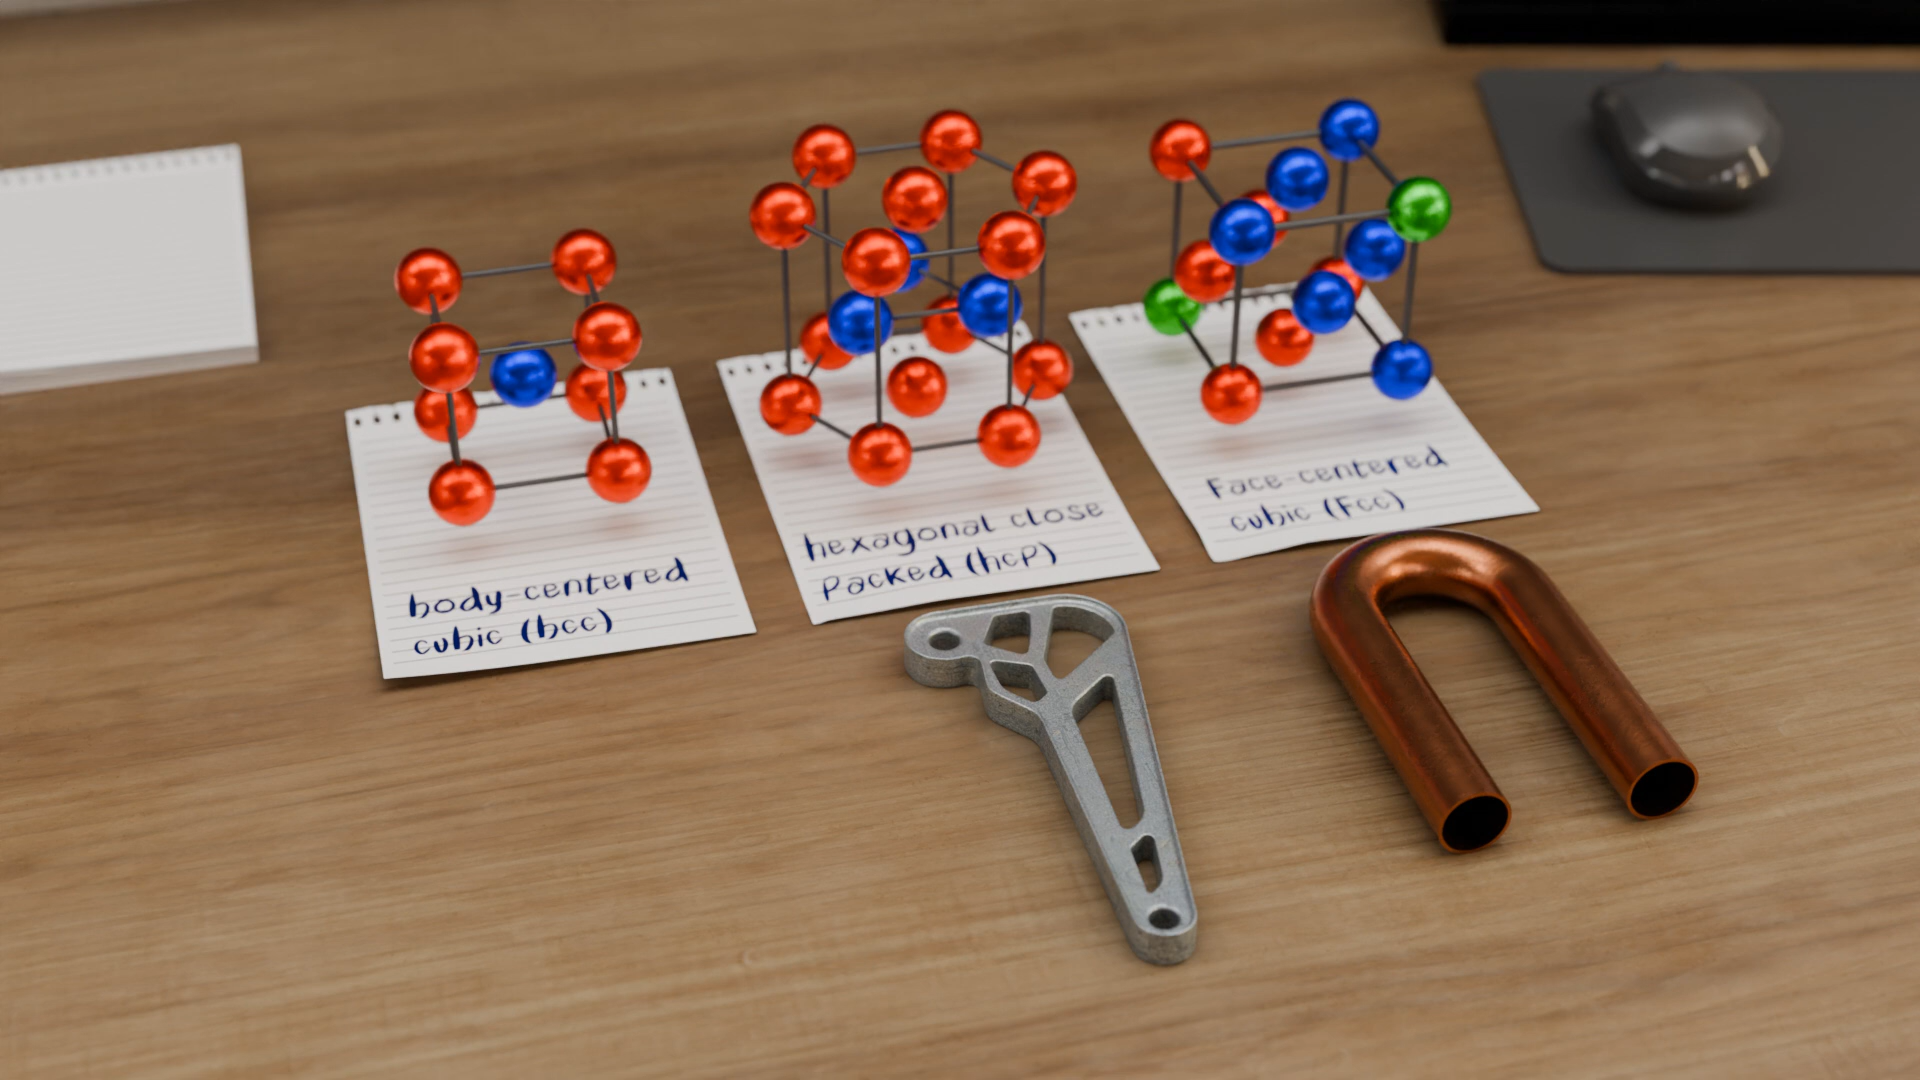 body-centered
cubic (bcc)
hexagonal close
packed (hcp)
Face-centered
cubic (Fcc)